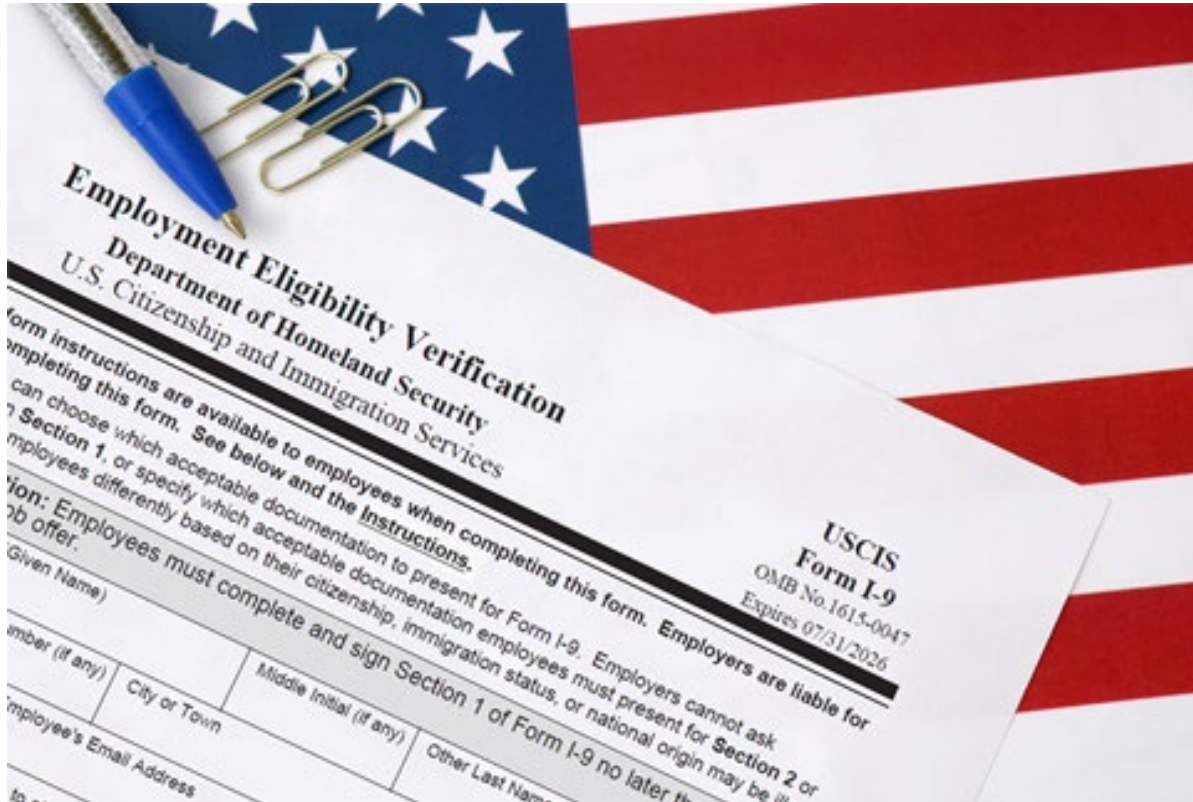 Employment Eligibility Verification
Department of Homeland Security
U.S. Citizenship and Immigration Services
USCIS
Form I-9
OMB No.1615-0047
Expires 07/31/2026
form instructions are available to employees when completing this form. Employers are liable for
completing this form. See below and the Instructions.
can choose which acceptable documentation to present for Form I-9. Employers cannot ask
Section 1, or specify which acceptable documentation employees must present for Section 2 or
employees differently based on their citizenship, immigration status, or national origin may be
Employees must complete and sign Section 1 of Form I-9 no later
offer.
(Given Name)
Middle Initial (if any)
Other Last
(if any)
City or Town
Employee's Email Address